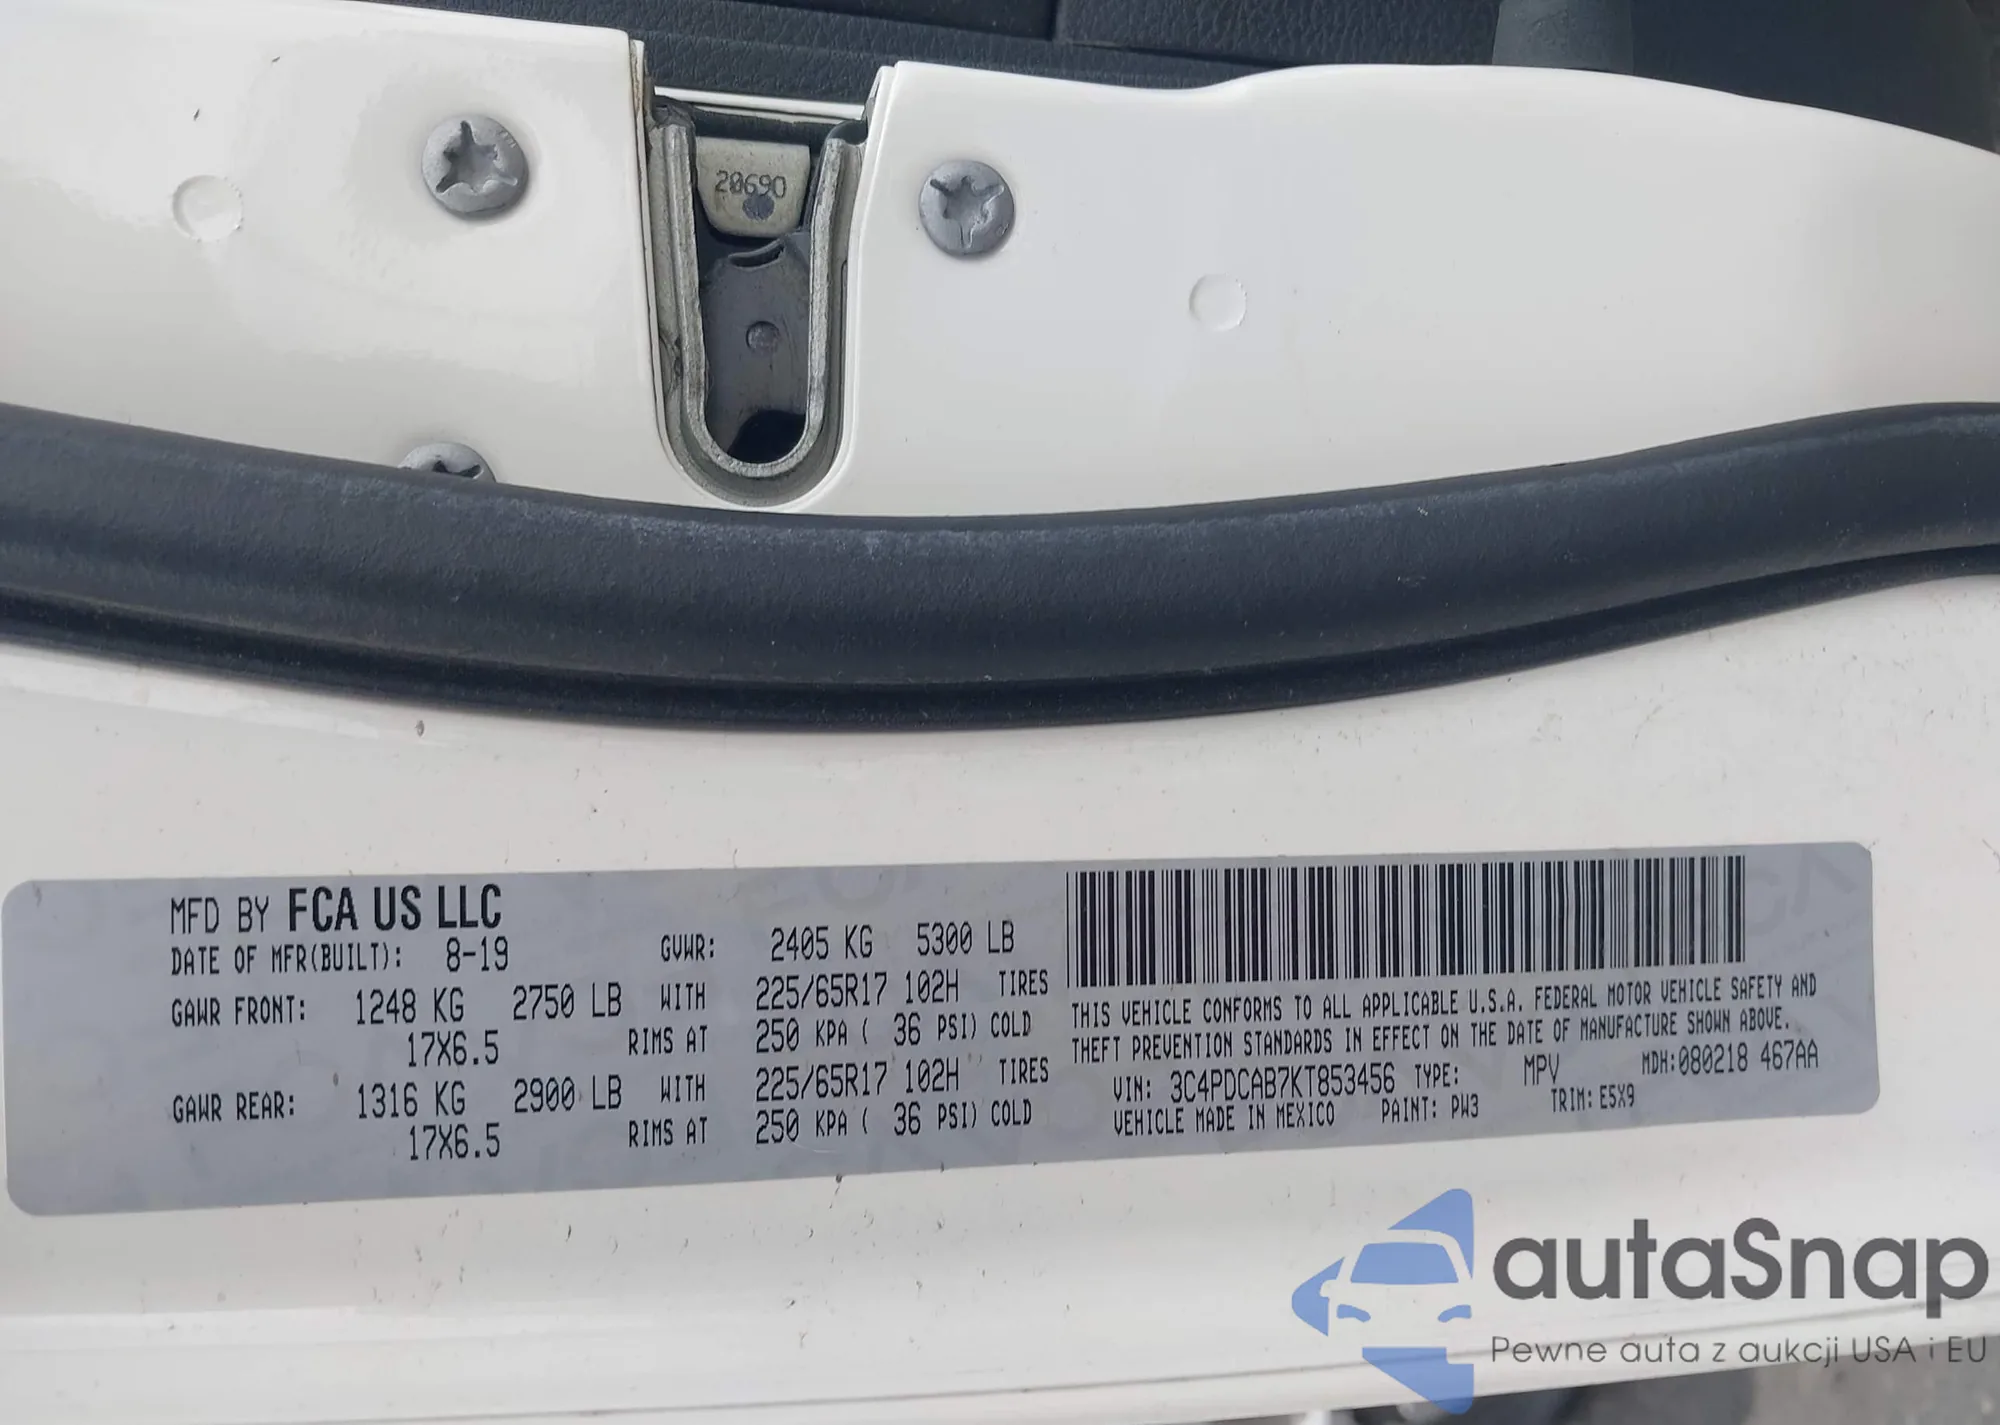 20690
MFD BY FCA US LLC
DATE OF MFR(BUILT): 8-19 GVWR: 2405 KG 5300 LB
GAWR FRONT: 1248 KG 2750 LB WITH 225/65R17 102H TIRES
17X6.5 RIMS AT 250 KPA ( 36 PSI) COLD
GAWR REAR: 1316 KG 2900 LB WITH 225/65R17 102H TIRES
17X6.5 RIMS AT 250 KPA ( 36 PSI) COLD
THIS VEHICLE CONFORMS TO ALL APPLICABLE U.S.A. FEDERAL MOTOR VEHICLE SAFETY AND
THEFT PREVENTION STANDARDS IN EFFECT ON THE DATE OF MANUFACTURE SHOWN ABOVE.
VIN: 3C4PDCAB7KT853456 TYPE: MPV MDH:080218 467AA
VEHICLE MADE IN MEXICO PAINT: PW3 TRIM: E5X9
autaSnap
Pewne auta z aukcji USA i EU